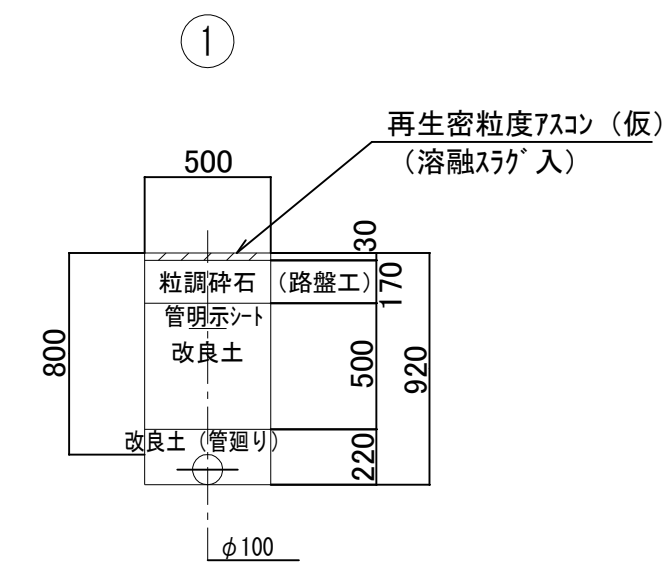 1
再生密粒度ｱｽｺﾝ（仮）
（溶融ｽﾗｸﾞ入）
500
30
粒調砕石（路盤工）
170
管明示ｼｰﾄ
改良土
800
500
920
改良土（管廻り）
220
φ100